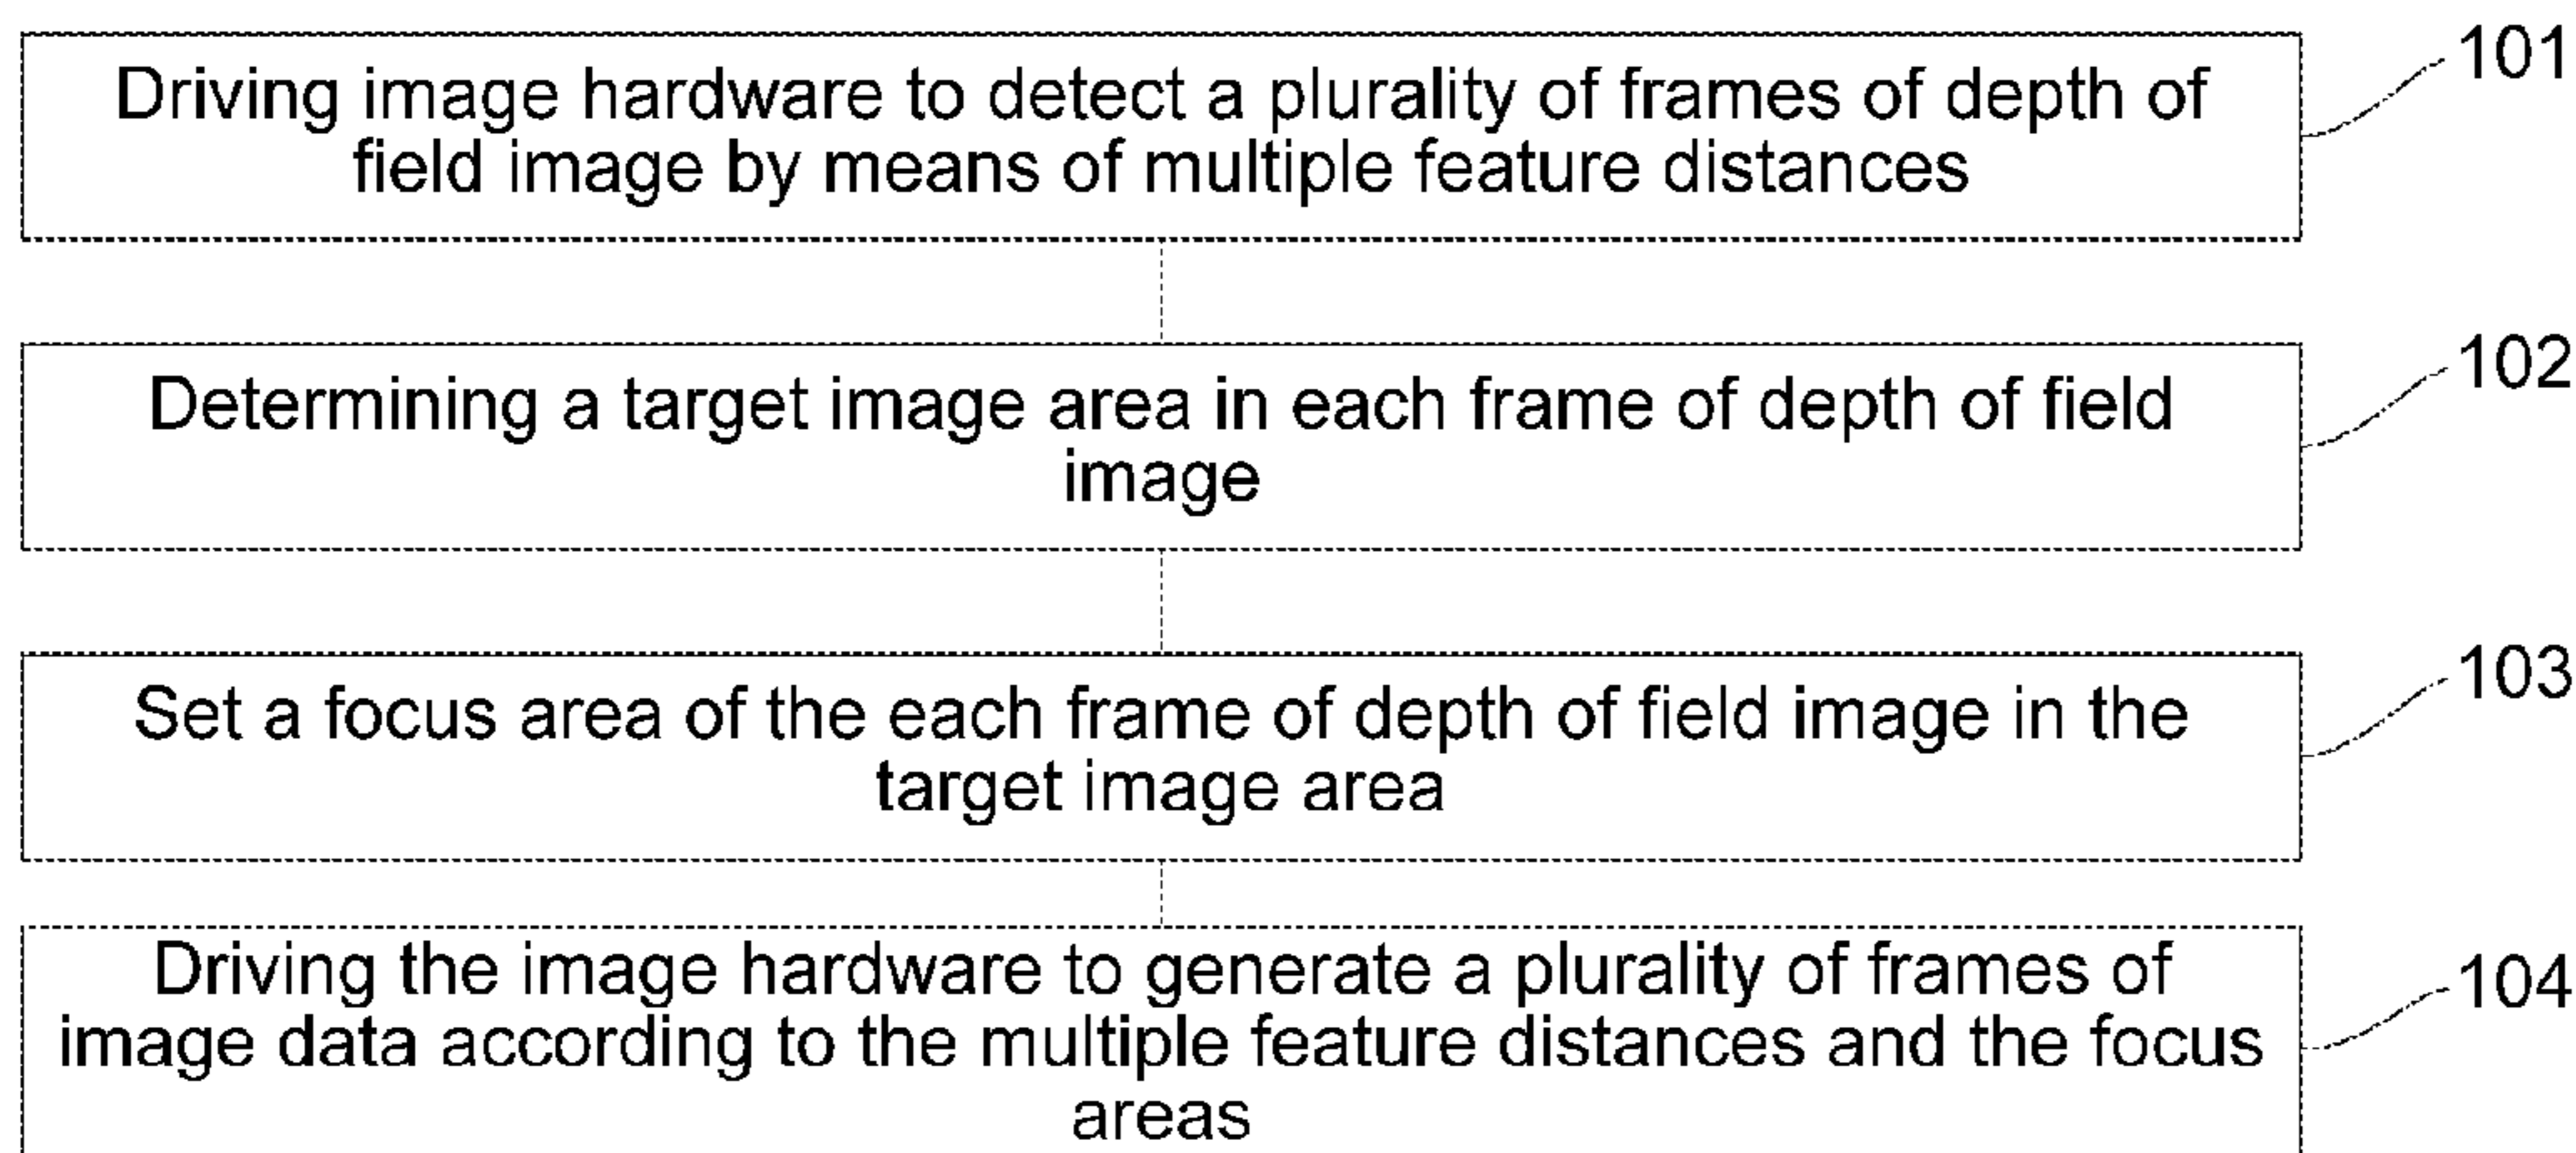 Driving image hardware to detect a plurality of frames of depth of
field image by means of multiple feature distances
101
Determining a target image area in each frame of depth of field
image
102
Set a focus area of the each frame of depth of field image in the
target image area
103
Driving the image hardware to generate a plurality of frames of
image data according to the multiple feature distances and the focus
areas
104